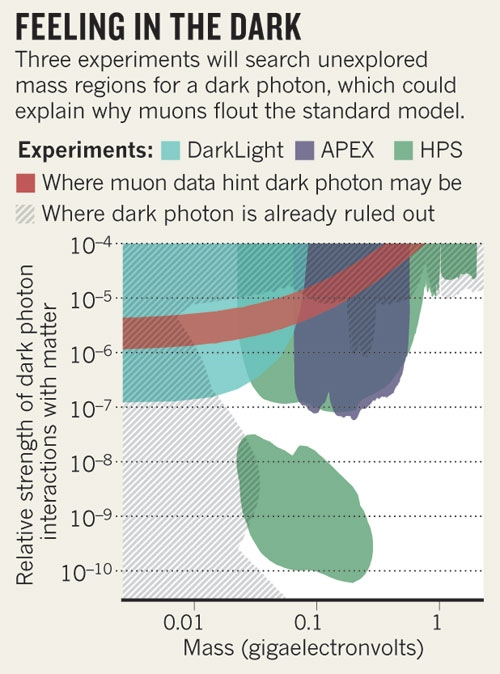 FEELING IN THE DARK
Three experiments will search unexplored
mass regions for a dark photon, which could
explain why muons flout the standard model.
Experiments: DarkLight APEX HPS
Where muon data hint dark photon may be
Where dark photon is already ruled out
Relative strength of dark photon
interactions with matter
10⁻⁴
10⁻⁵
10⁻⁶
10⁻⁷
10⁻⁸
10⁻⁹
10⁻¹⁰
0.01 0.1 1
Mass (gigaelectronvolts)